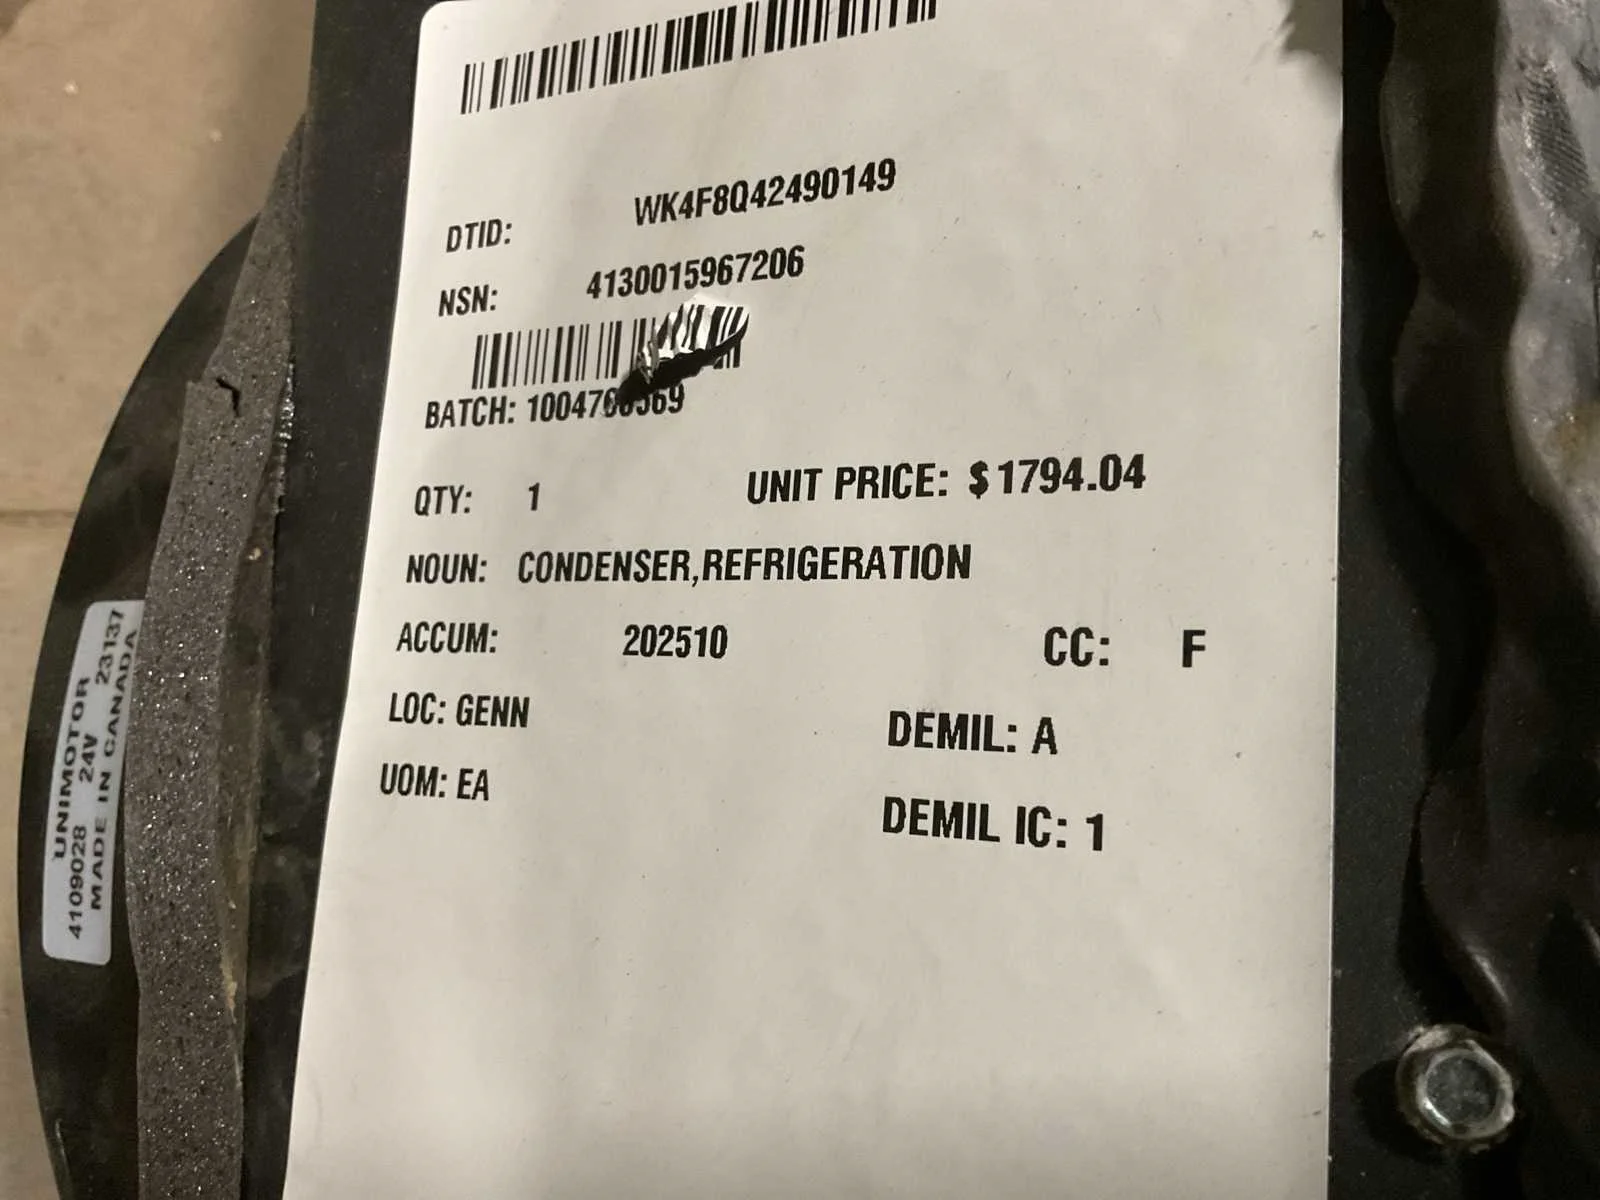 DTID: WK4F8Q42490149
NSN: 4130015967206
BATCH:
QTY: 1 UNIT PRICE: $1794.04
NOUN: CONDENSER,REFRIGERATION
ACCUM: 202510 CC: F
LOC: GENN DEMIL: A
UOM: EA DEMIL IC: 1
UNIMOTOR
4109028 24V 23137
MADE IN CANADA